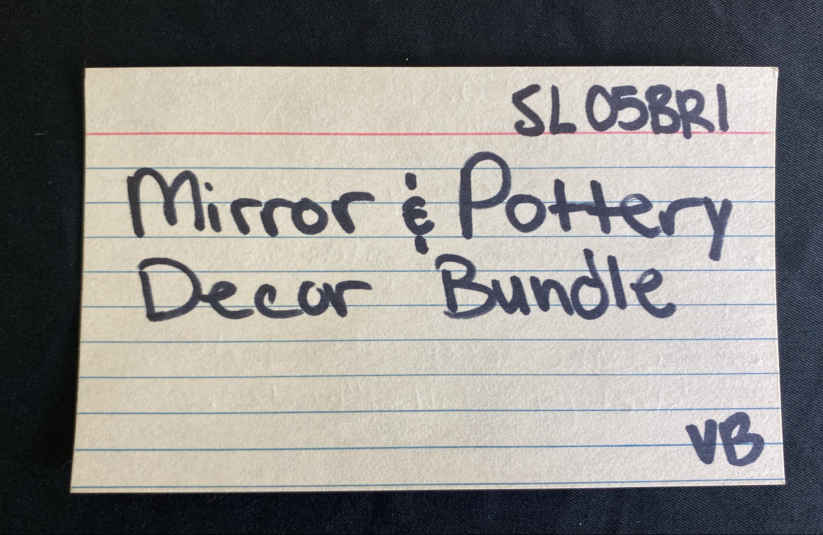 SL05BR1
Mirror & Pottery
Decor Bundle
VB